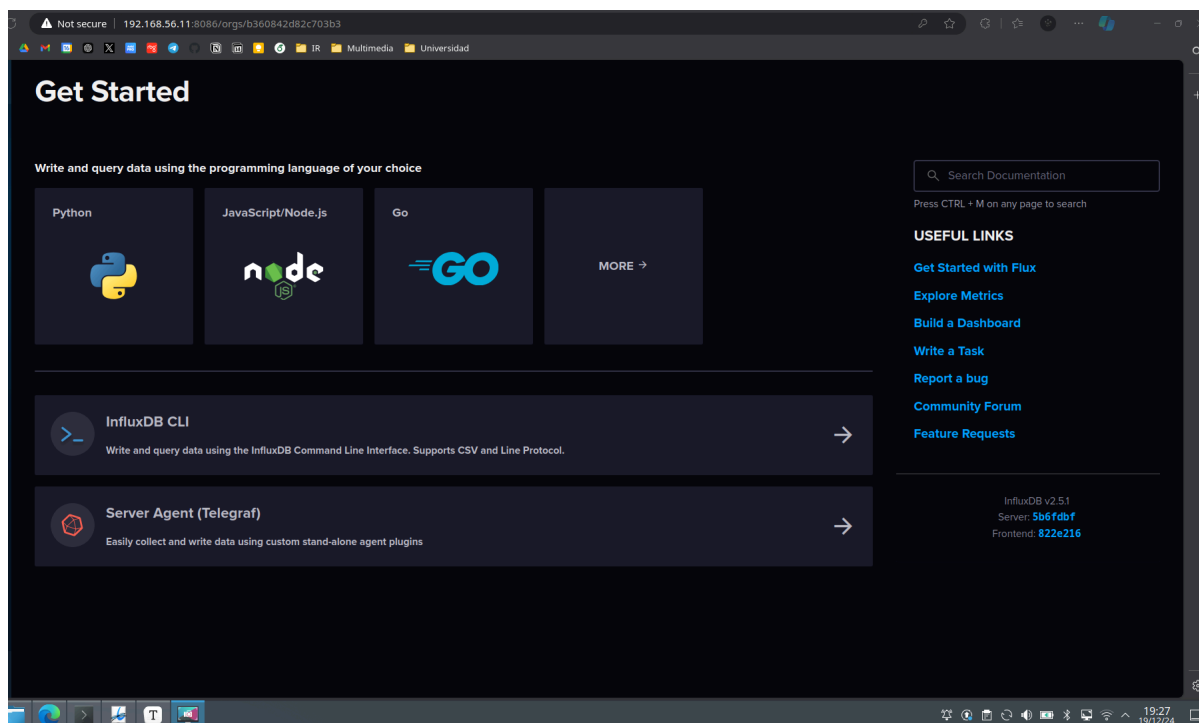 Not secure | 192.168.56.11:8086/orgs/b360842d82c703b3
IR Multimedia Universidad
Get Started
Write and query data using the programming language of your choice
Python JavaScript/Node.js Go
node
JS
GO
MORE →
InfluxDB CLI
Write and query data using the InfluxDB Command Line Interface. Supports CSV and Line Protocol.
Server Agent (Telegraf)
Easily collect and write data using custom stand-alone agent plugins
Search Documentation
Press CTRL + M on any page to search
USEFUL LINKS
Get Started with Flux
Explore Metrics
Build a Dashboard
Write a Task
Report a bug
Community Forum
Feature Requests
InfluxDB v2.5.1
Server: 5b6fdbf
Frontend: 822e216
T
19:27
19/12/24